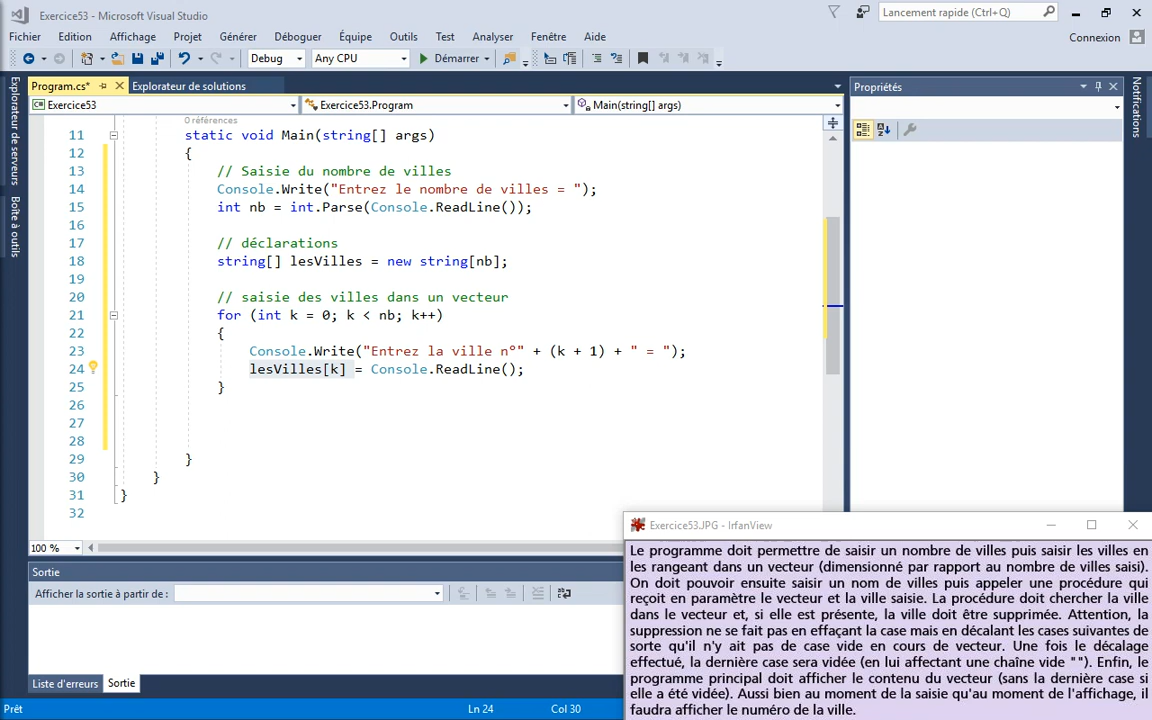 Exercice53 - Microsoft Visual Studio
Lancement rapide (Ctrl+Q)
Fichier Edition Affichage Projet Générer Déboguer Équipe Outils Test Analyser Fenêtre Aide
Connexion
Debug Any CPU Démarrer
Program.cs* Explorateur de solutions
Propriétés
Exercice53 Exercice53.Program Main(string[] args)
Explorateur de serveurs
Boîte à outils
Notifications
0 références
11 static void Main(string[] args)
12 {
13 // Saisie du nombre de villes
14 Console.Write("Entrez le nombre de villes = ");
15 int nb = int.Parse(Console.ReadLine());
16
17 // déclarations
18 string[] lesVilles = new string[nb];
19
20 // saisie des villes dans un vecteur
21 for (int k = 0; k < nb; k++)
22 {
23 Console.Write("Entrez la ville n°" + (k + 1) + " = ");
24 lesVilles[k] = Console.ReadLine();
25 }
26
27
28
29 }
30 }
31 }
32
100 %
Sortie
Afficher la sortie à partir de :
Liste d'erreurs Sortie
Prêt Ln 24 Col 30
Exercice53.JPG - IrfanView
Le programme doit permettre de saisir un nombre de villes puis saisir les villes en
les rangeant dans un vecteur (dimensionné par rapport au nombre de villes saisi).
On doit pouvoir ensuite saisir un nom de villes puis appeler une procédure qui
reçoit en paramètre le vecteur et la ville saisie. La procédure doit chercher la ville
dans le vecteur et, si elle est présente, la ville doit être supprimée. Attention, la
suppression ne se fait pas en effaçant la case mais en décalant les cases suivantes de
sorte qu'il n'y ait pas de case vide en cours de vecteur. Une fois le décalage
effectué, la dernière case sera vidée (en lui affectant une chaîne vide ""). Enfin, le
programme principal doit afficher le contenu du vecteur (sans la dernière case si
elle a été vidée). Aussi bien au moment de la saisie qu'au moment de l'affichage, il
faudra afficher le numéro de la ville.